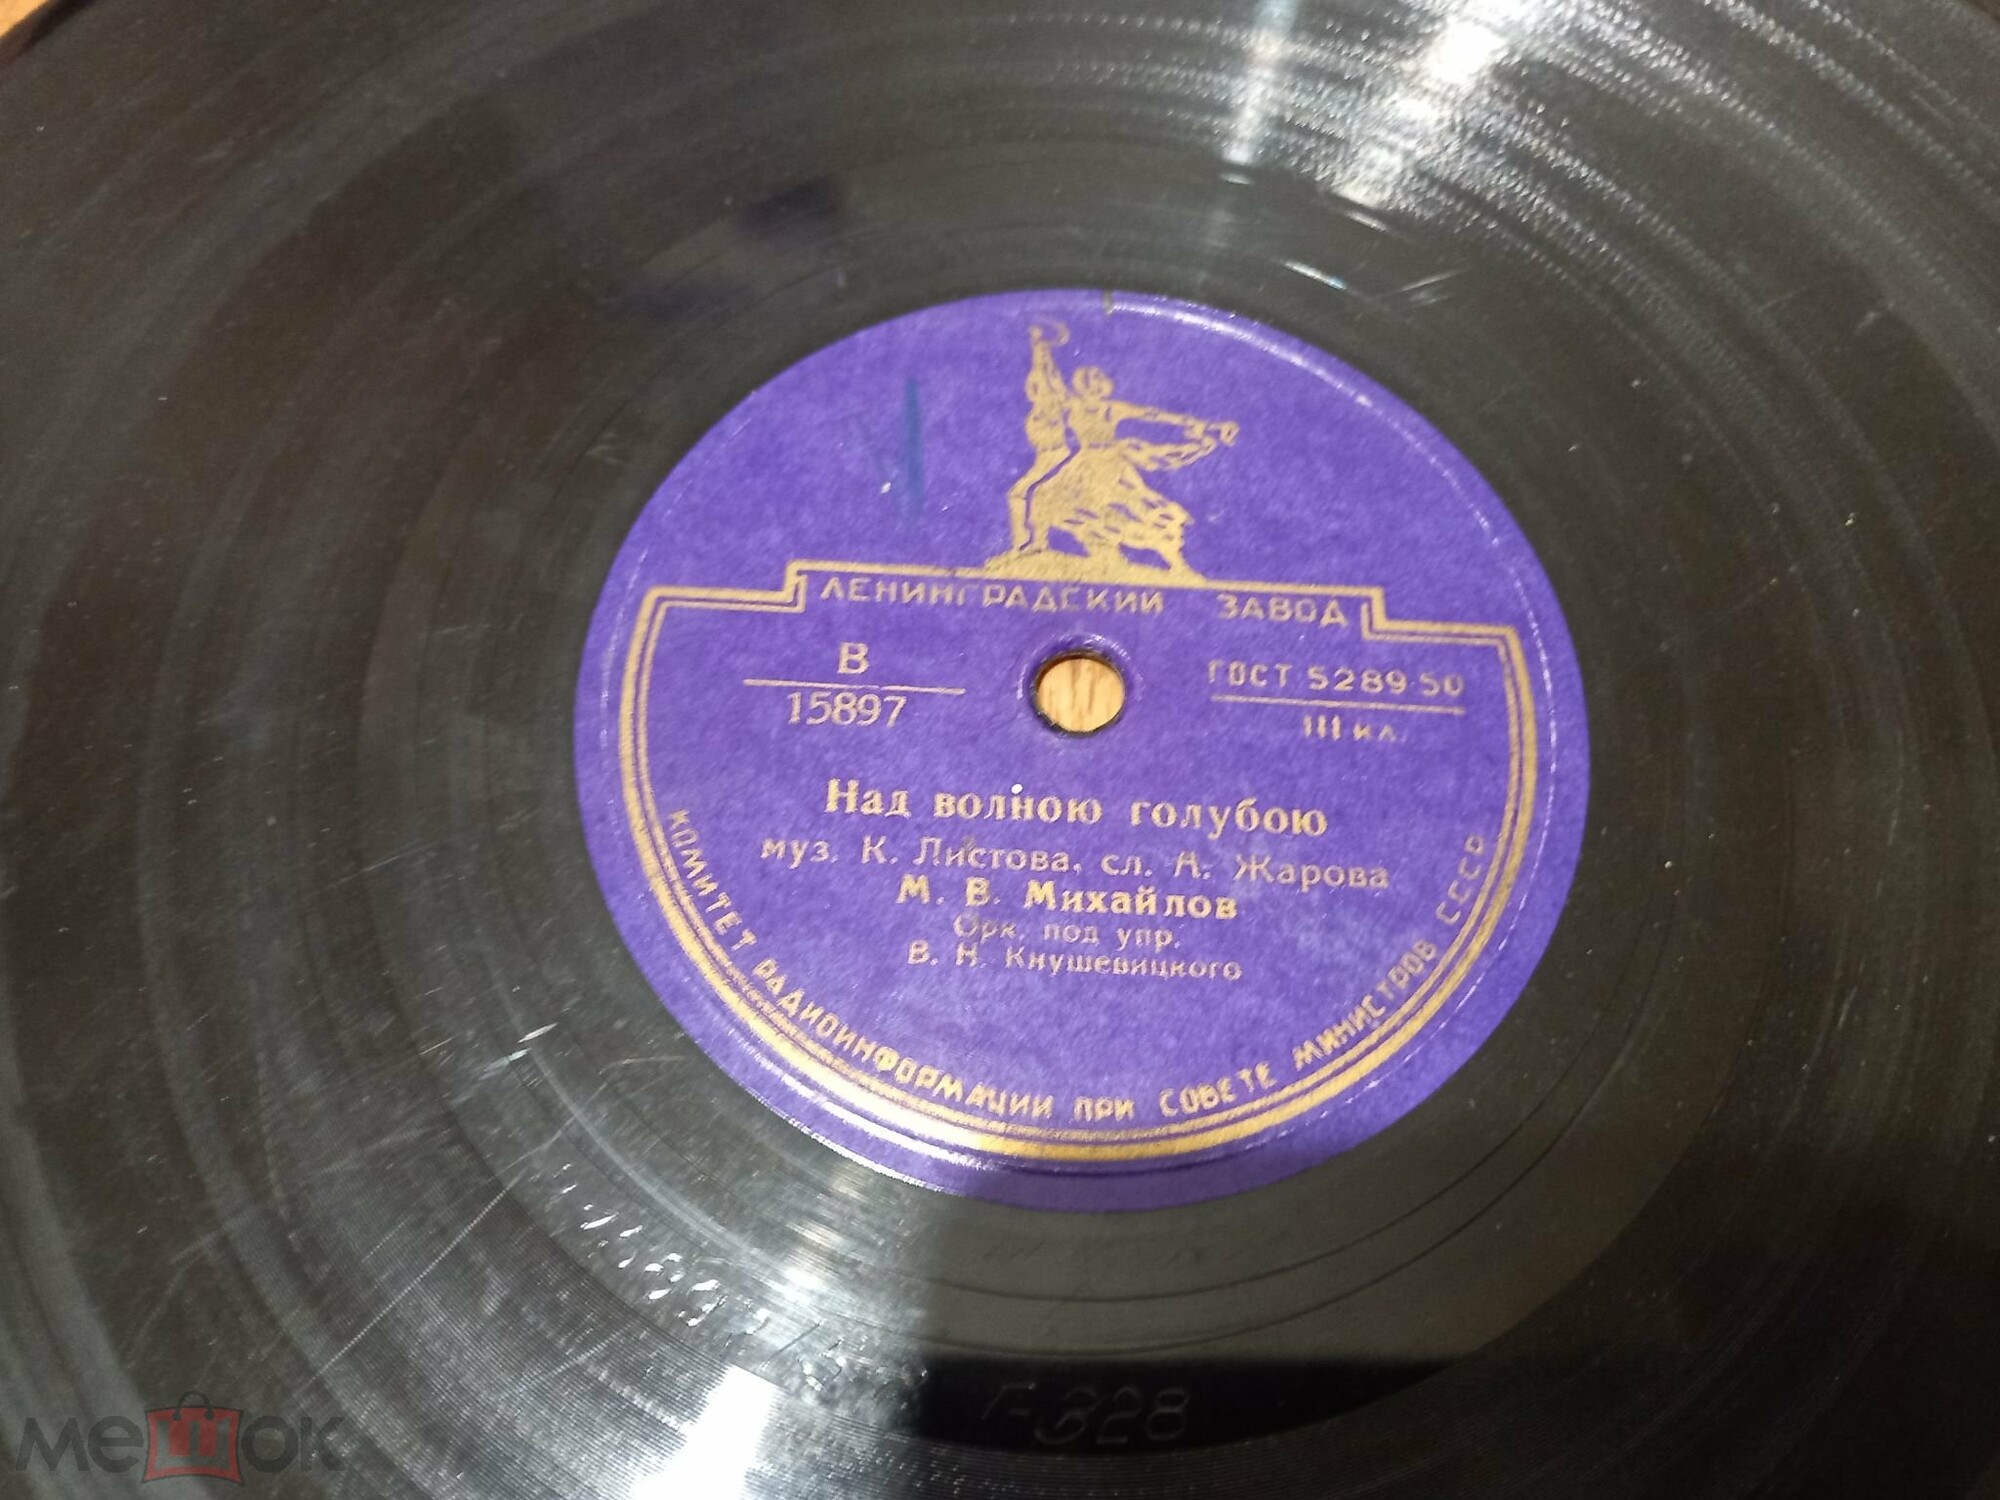 ЛЕНИНГРАДСКИЙ ЗАВОД
В
15897
ГОСТ 5289-50
III кл.
Над волною голубою
муз. К. Листова, сл. А. Жарова
М. В. Михайлов
Орк. под упр.
В. Н. Кнушевицкого
КОМИТЕТ РАДИОИНФОРМАЦИИ ПРИ СОВЕТЕ МИНИСТРОВ СССР
Г-328
мешок